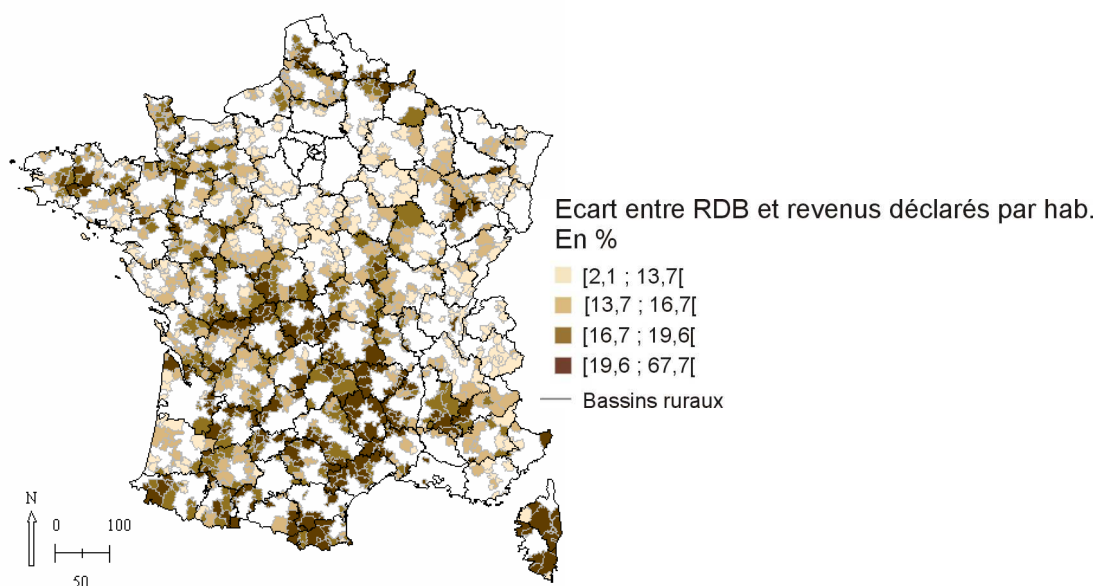 Ecart entre RDB et revenus déclarés par hab.
En %
[2,1 ; 13,7[
[13,7 ; 16,7[
[16,7 ; 19,6[
[19,6 ; 67,7[
Bassins ruraux
N
0 100
50